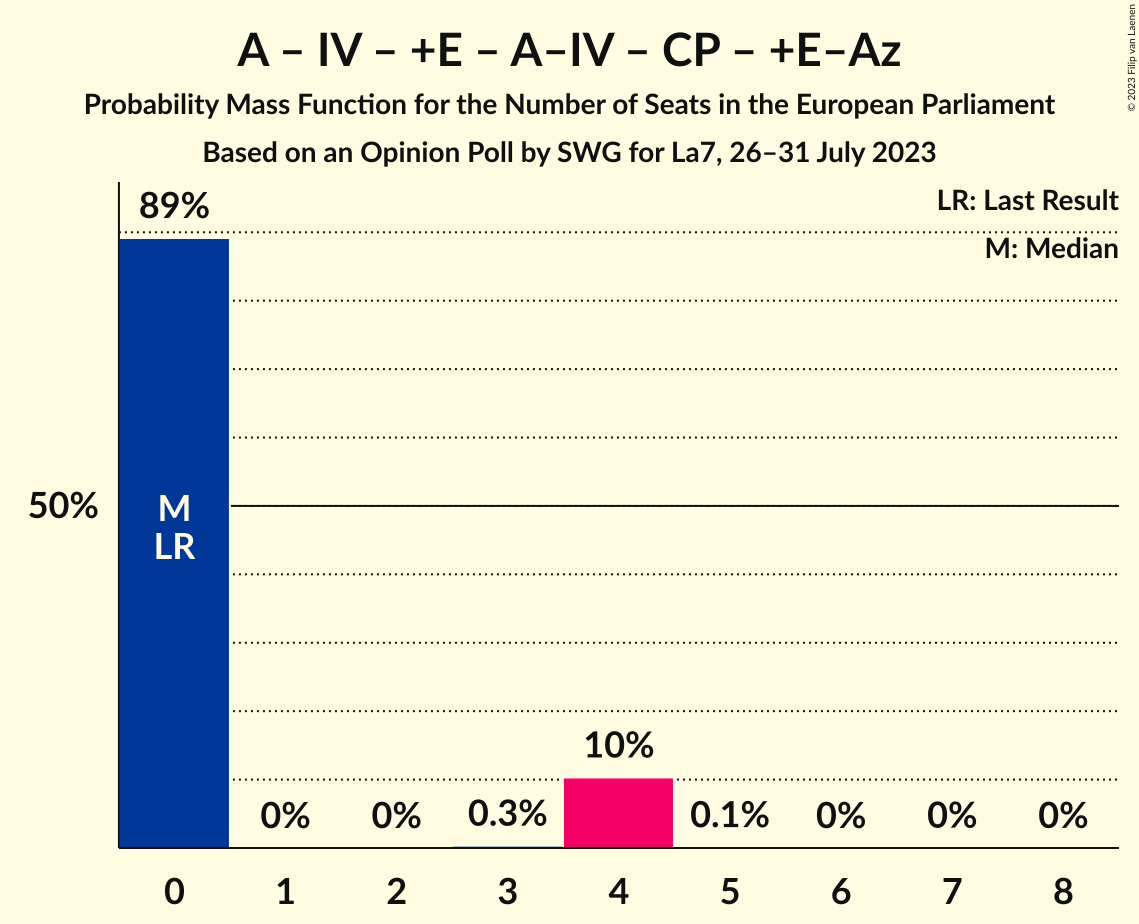 A – IV – +E – A–IV – CP – +E–Az
Probability Mass Function for the Number of Seats in the European Parliament
Based on an Opinion Poll by SWG for La7, 26–31 July 2023
© 2023 Filip van Laenen
LR: Last Result
M: Median
89%
50%
M
LR
0%
0%
0.3%
10%
0.1%
0%
0%
0%
0
1
2
3
4
5
6
7
8